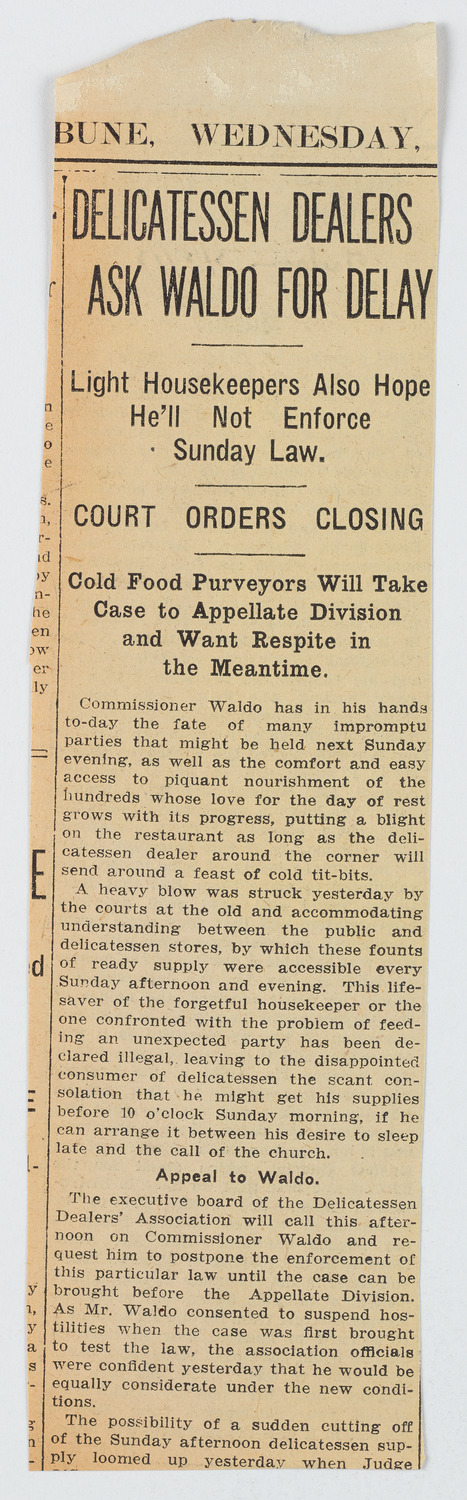 BUNE, WEDNESDAY,
DELICATESSEN DEALERS
ASK WALDO FOR DELAY
Light Housekeepers Also Hope
He'll Not Enforce
Sunday Law.
COURT ORDERS CLOSING
Cold Food Purveyors Will Take
Case to Appellate Division
and Want Respite in
the Meantime.
Commissioner Waldo has in his hands
to-day the fate of many impromptu
parties that might be held next Sunday
evening, as well as the comfort and easy
access to piquant nourishment of the
hundreds whose love for the day of rest
grows with its progress, putting a blight
on the restaurant as long as the deli-
catessen dealer around the corner will
send around a feast of cold tit-bits.
A heavy blow was struck yesterday by
the courts at the old and accommodating
understanding between the public and
delicatessen stores, by which these founts
of ready supply were accessible every
Sunday afternoon and evening. This life-
saver of the forgetful housekeeper or the
one confronted with the problem of feed-
ing an unexpected party has been de-
clared illegal, leaving to the disappointed
consumer of delicatessen the scant con-
solation that he might get his supplies
before 10 o'clock Sunday morning, if he
can arrange it between his desire to sleep
late and the call of the church.
Appeal to Waldo.
The executive board of the Delicatessen
Dealers' Association will call this after-
noon on Commissioner Waldo and re-
quest him to postpone the enforcement of
this particular law until the case can be
brought before the Appellate Division.
As Mr. Waldo consented to suspend hos-
tilities when the case was first brought
to test the law, the association officials
were confident yesterday that he would be
equally considerate under the new condi-
tions.
The possibility of a sudden cutting off
of the Sunday afternoon delicatessen sup-
ply loomed up yesterday when Judge